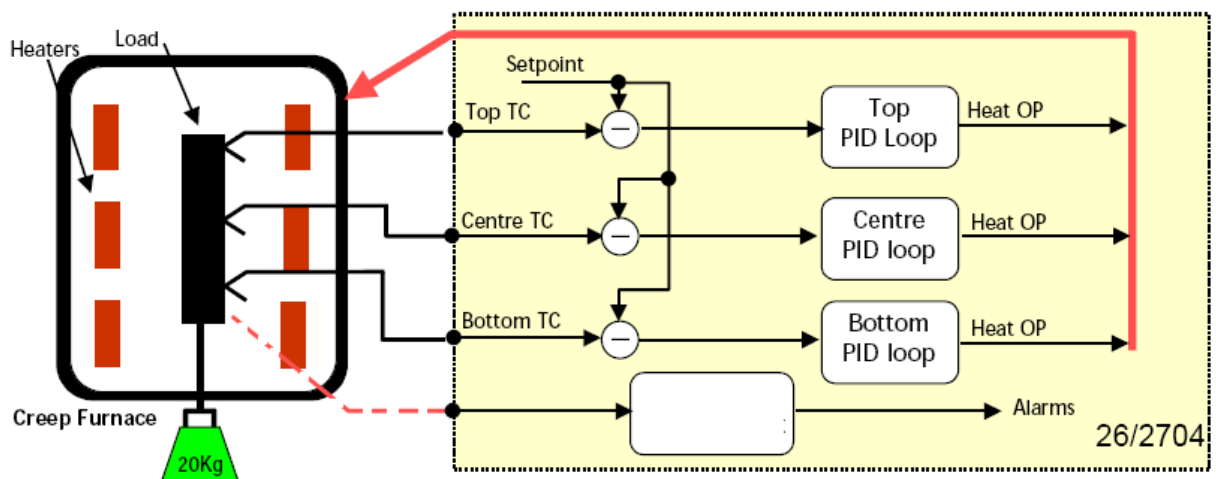 Load
Heaters
Setpoint
Top TC
Top
PID Loop
Heat OP
Centre TC
Centre
PID loop
Heat OP
Bottom TC
Bottom
PID loop
Heat OP
:
Alarms
Creep Furnace
20Kg
26/2704